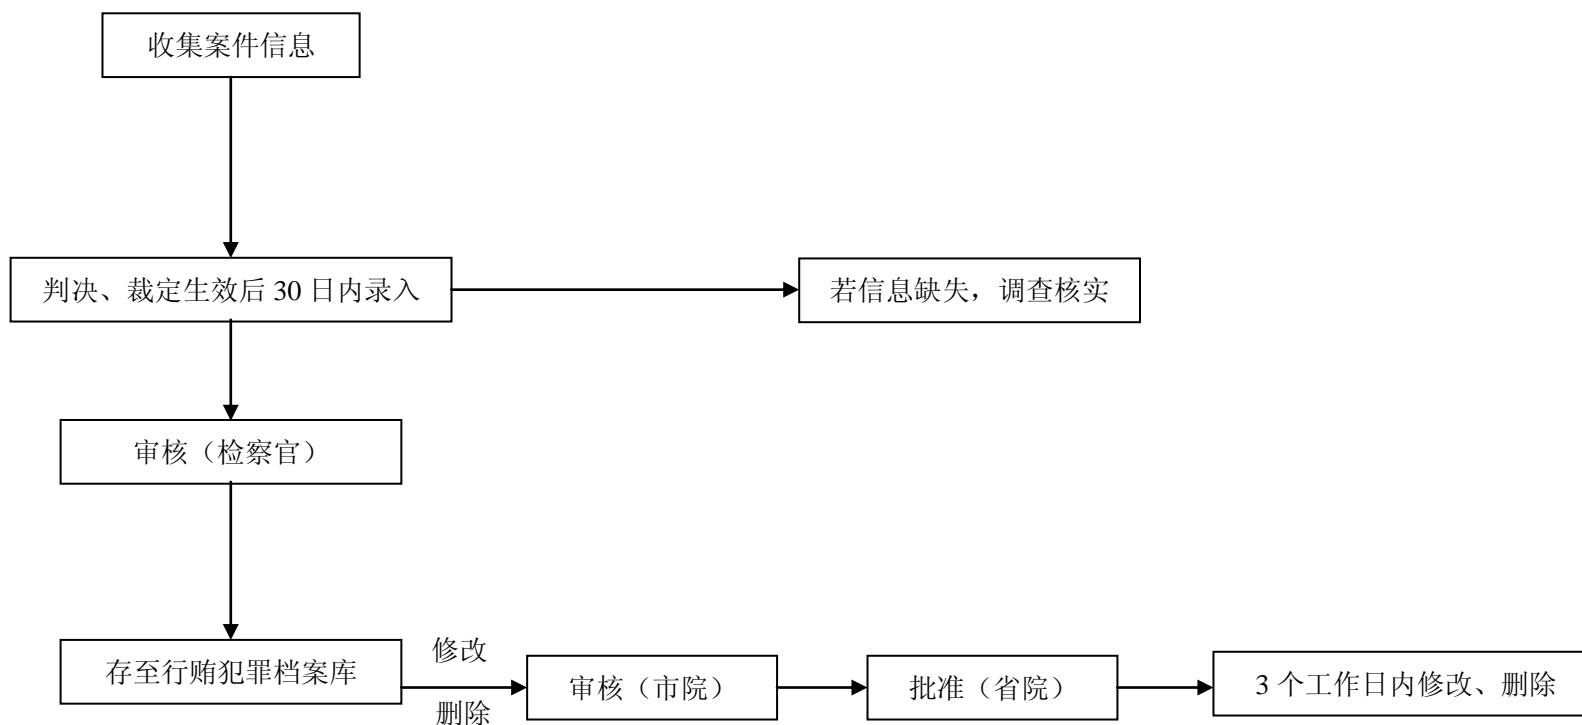 收集案件信息
判决、裁定生效后 30 日内录入
若信息缺失，调查核实
审核（检察官）
存至行贿犯罪档案库
修改
删除
审核（市院）
批准（省院）
3 个工作日内修改、删除